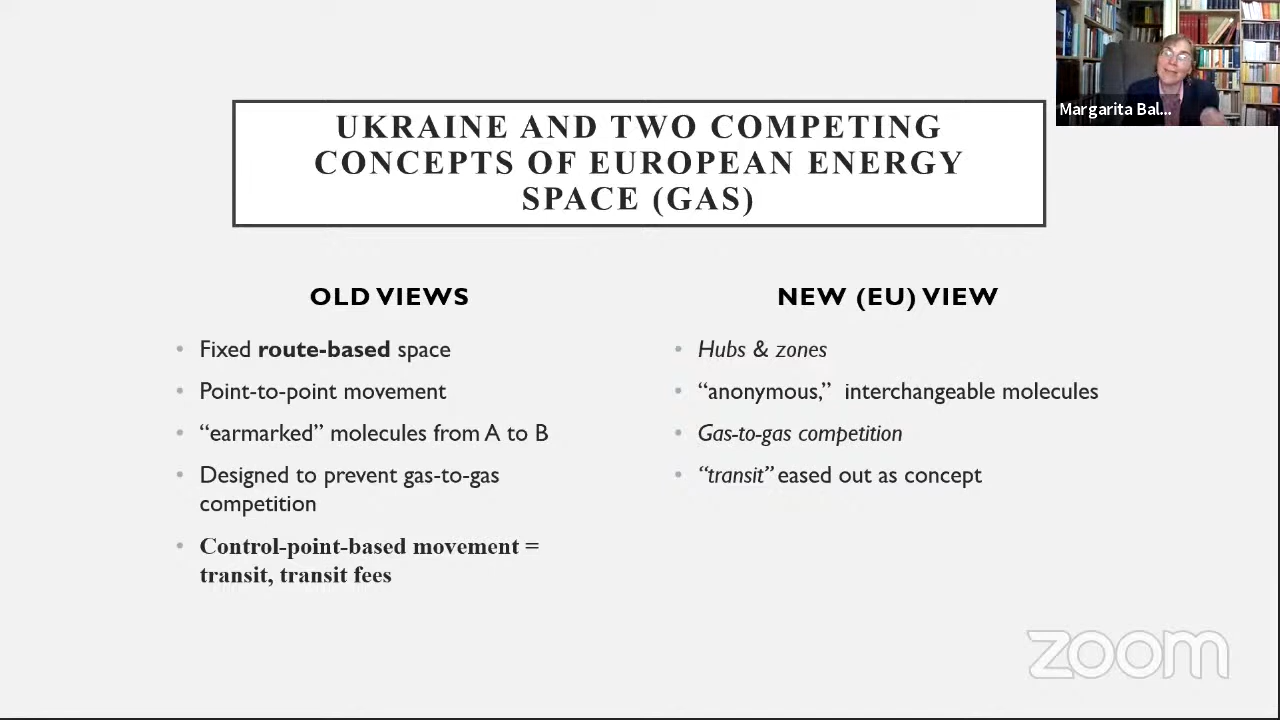 Margarita Bal...
UKRAINE AND TWO COMPETING
CONCEPTS OF EUROPEAN ENERGY
SPACE (GAS)
OLD VIEWS
• Fixed route-based space
• Point-to-point movement
• “earmarked” molecules from A to B
• Designed to prevent gas-to-gas
competition
• Control-point-based movement =
transit, transit fees
NEW (EU) VIEW
• Hubs & zones
• “anonymous,” interchangeable molecules
• Gas-to-gas competition
• “transit” eased out as concept
zoom